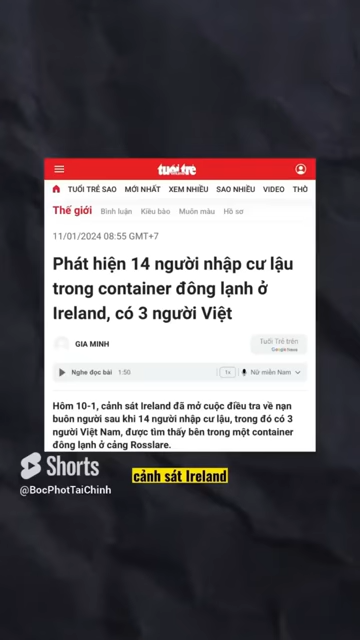 tuổi trẻ
TUỔI TRẺ SAO MỚI NHẤT XEM NHIỀU SAO NHIỀU VIDEO THÒ
Thế giới Bình luận Kiều bào Muôn màu Hồ sơ
11/01/2024 08:55 GMT+7
Phát hiện 14 người nhập cư lậu
trong container đông lạnh ở
Ireland, có 3 người Việt
GIA MINH
Tuổi Trẻ trên
Google News
Nghe đọc bài 1:50 1x Nữ miền Nam
Hôm 10-1, cảnh sát Ireland đã mở cuộc điều tra về nạn
buôn người sau khi 14 người nhập cư lậu, trong đó có 3
người Việt Nam, được tìm thấy bên trong một container
đông lạnh ở cảng Rosslare.
Shorts
@BocPhotTaiChinh
cảnh sát Ireland